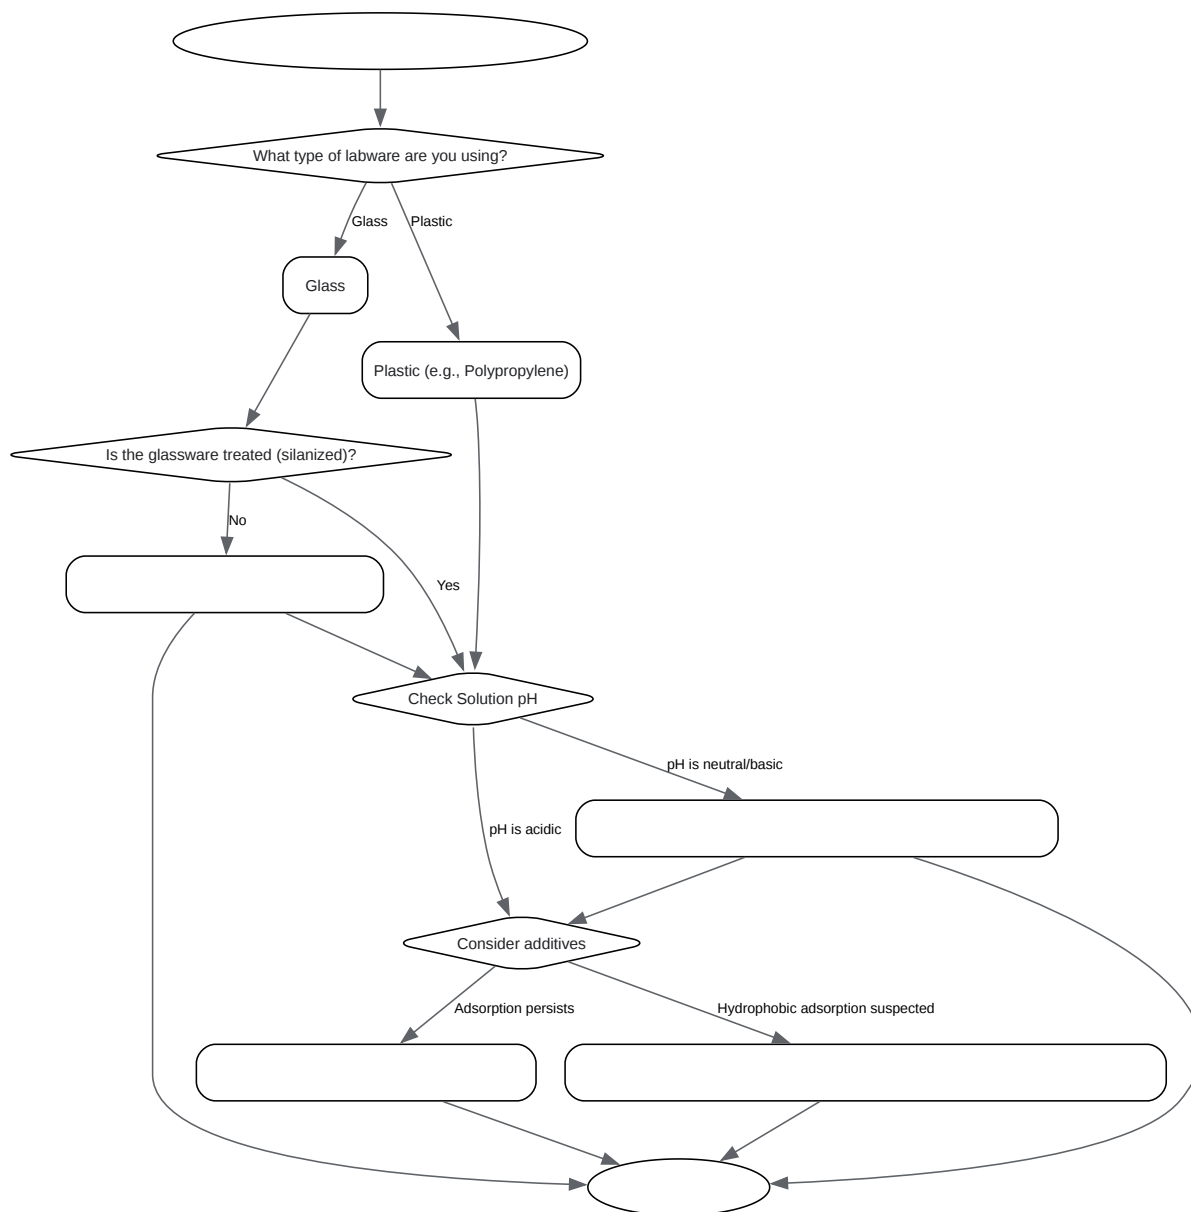 What type of labware are you using?
Glass
Plastic
Glass
Plastic (e.g., Polypropylene)
Is the glassware treated (silanized)?
No
Yes
Check Solution pH
pH is neutral/basic
pH is acidic
Consider additives
Adsorption persists
Hydrophobic adsorption suspected